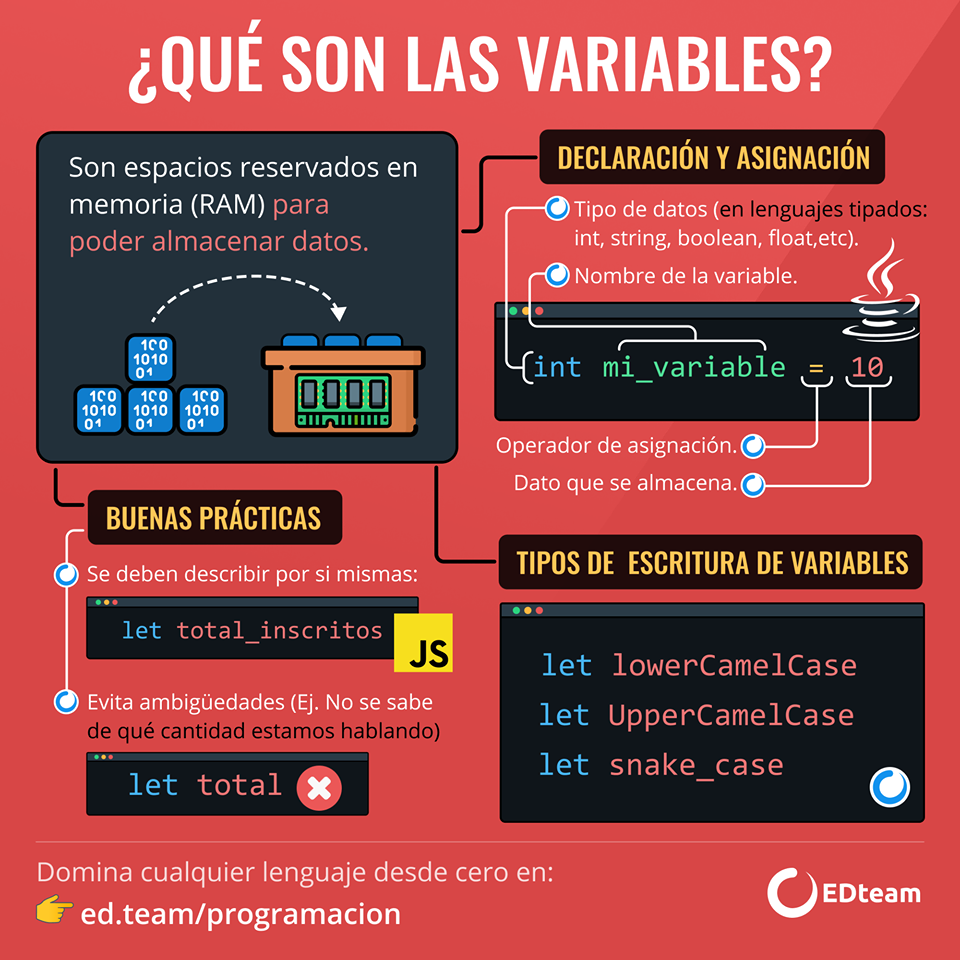 ¿QUÉ SON LAS VARIABLES?
Son espacios reservados en
memoria (RAM) para
poder almacenar datos.
100
1010
01
100
1010
01
100
1010
01
100
1010
01
DECLARACIÓN Y ASIGNACIÓN
Tipo de datos (en lenguajes tipados:
int, string, boolean, float,etc).
Nombre de la variable.
int mi_variable = 10
Operador de asignación.
Dato que se almacena.
BUENAS PRÁCTICAS
Se deben describir por si mismas:
let total_inscritos
JS
Evita ambigüedades (Ej. No se sabe
de qué cantidad estamos hablando)
let total
TIPOS DE ESCRITURA DE VARIABLES
let lowerCamelCase
let UpperCamelCase
let snake_case
Domina cualquier lenguaje desde cero en:
ed.team/programacion
EDteam